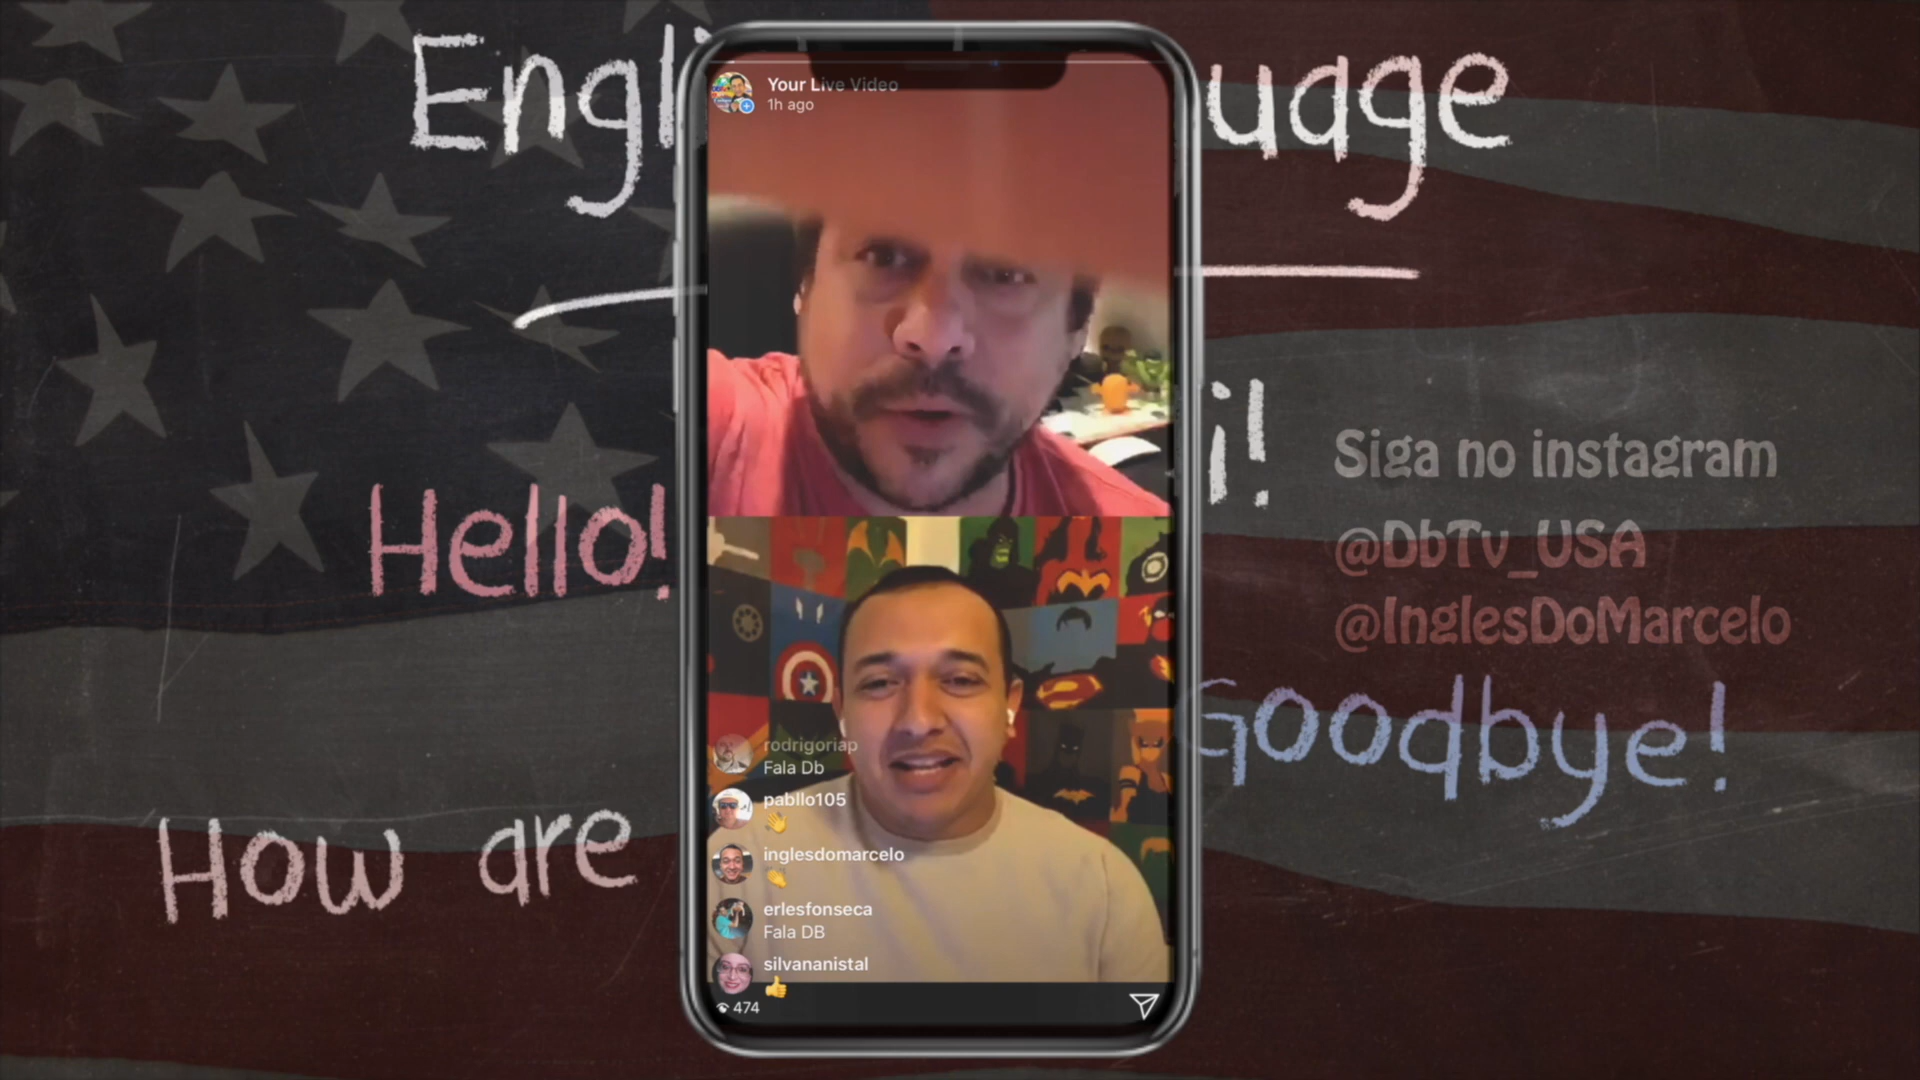 Engl
uage
Your Live Video
1h ago
i!
Hello!
Siga no instagram
@DbTv_USA
@InglesDoMarcelo
Goodbye!
How are
rodrigoriap
Fala Db
pabllo105
👋
inglesdomarcelo
👏
erlesfonseca
Fala DB
silvananistal
👍
474